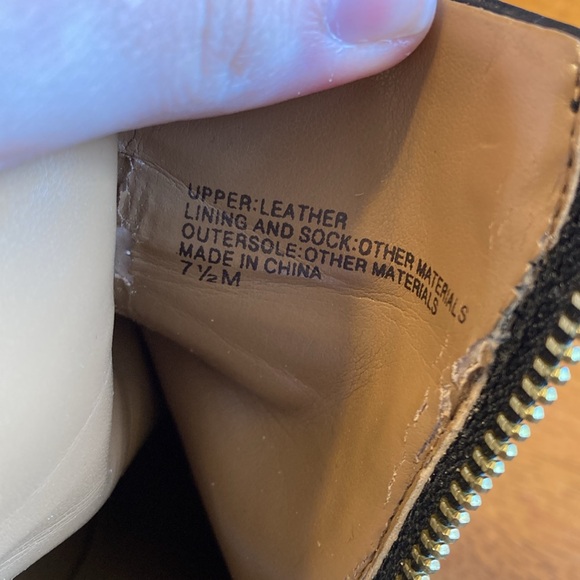 UPPER:LEATHER
LINING AND SOCK:OTHER MATERIALS
OUTERSOLE:OTHER MATERIALS
MADE IN CHINA
7 ½ M